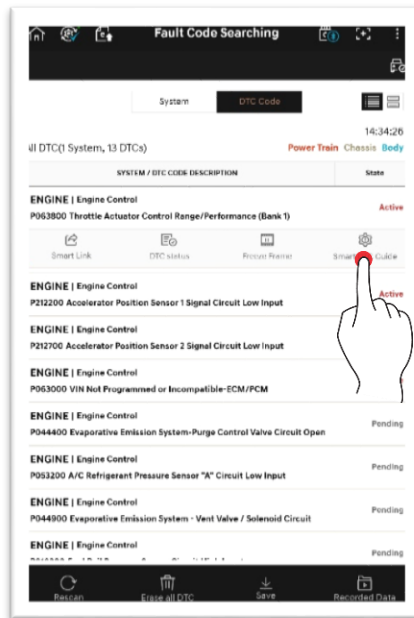 Fault Code Searching
System
DTC Code
14:34:26
All DTC(1 System, 13 DTCs)
Power Train Chassis Body
SYSTEM / DTC CODE DESCRIPTION
State
ENGINE | Engine Control
P063800 Throttle Actuator Control Range/Performance (Bank 1)
Active
Smart Link
DTC status
Freeze Frame
Smart Guide
ENGINE | Engine Control
P212200 Accelerator Position Sensor 1 Signal Circuit Low Input
Active
ENGINE | Engine Control
P212700 Accelerator Position Sensor 2 Signal Circuit Low Input
ENGINE | Engine Control
P063000 VIN Not Programmed or Incompatible-ECM/PCM
ENGINE | Engine Control
P044400 Evaporative Emission System-Purge Control Valve Circuit Open
Pending
ENGINE | Engine Control
P053200 A/C Refrigerant Pressure Sensor "A" Circuit Low Input
Pending
ENGINE | Engine Control
P044900 Evaporative Emission System - Vent Valve / Solenoid Circuit
Pending
ENGINE | Engine Control
Pending
Rescan
Erase all DTC
Save
Recorded Data